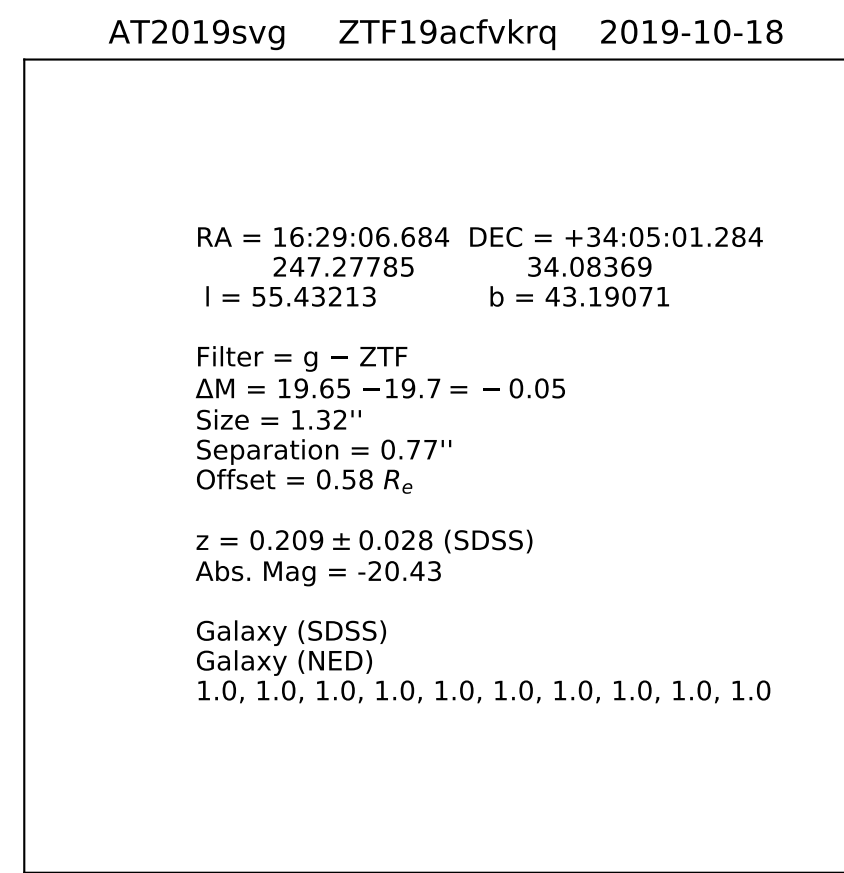 AT2019svg ZTF19acfvkrq 2019-10-18
RA = 16:29:06.684 DEC = +34:05:01.284
247.27785 34.08369
l = 55.43213 b = 43.19071
Filter = g − ZTF
ΔM = 19.65 −19.7 = − 0.05
Size = 1.32''
Separation = 0.77''
Offset = 0.58 Rₑ
z = 0.209 ± 0.028 (SDSS)
Abs. Mag = -20.43
Galaxy (SDSS)
Galaxy (NED)
1.0, 1.0, 1.0, 1.0, 1.0, 1.0, 1.0, 1.0, 1.0, 1.0